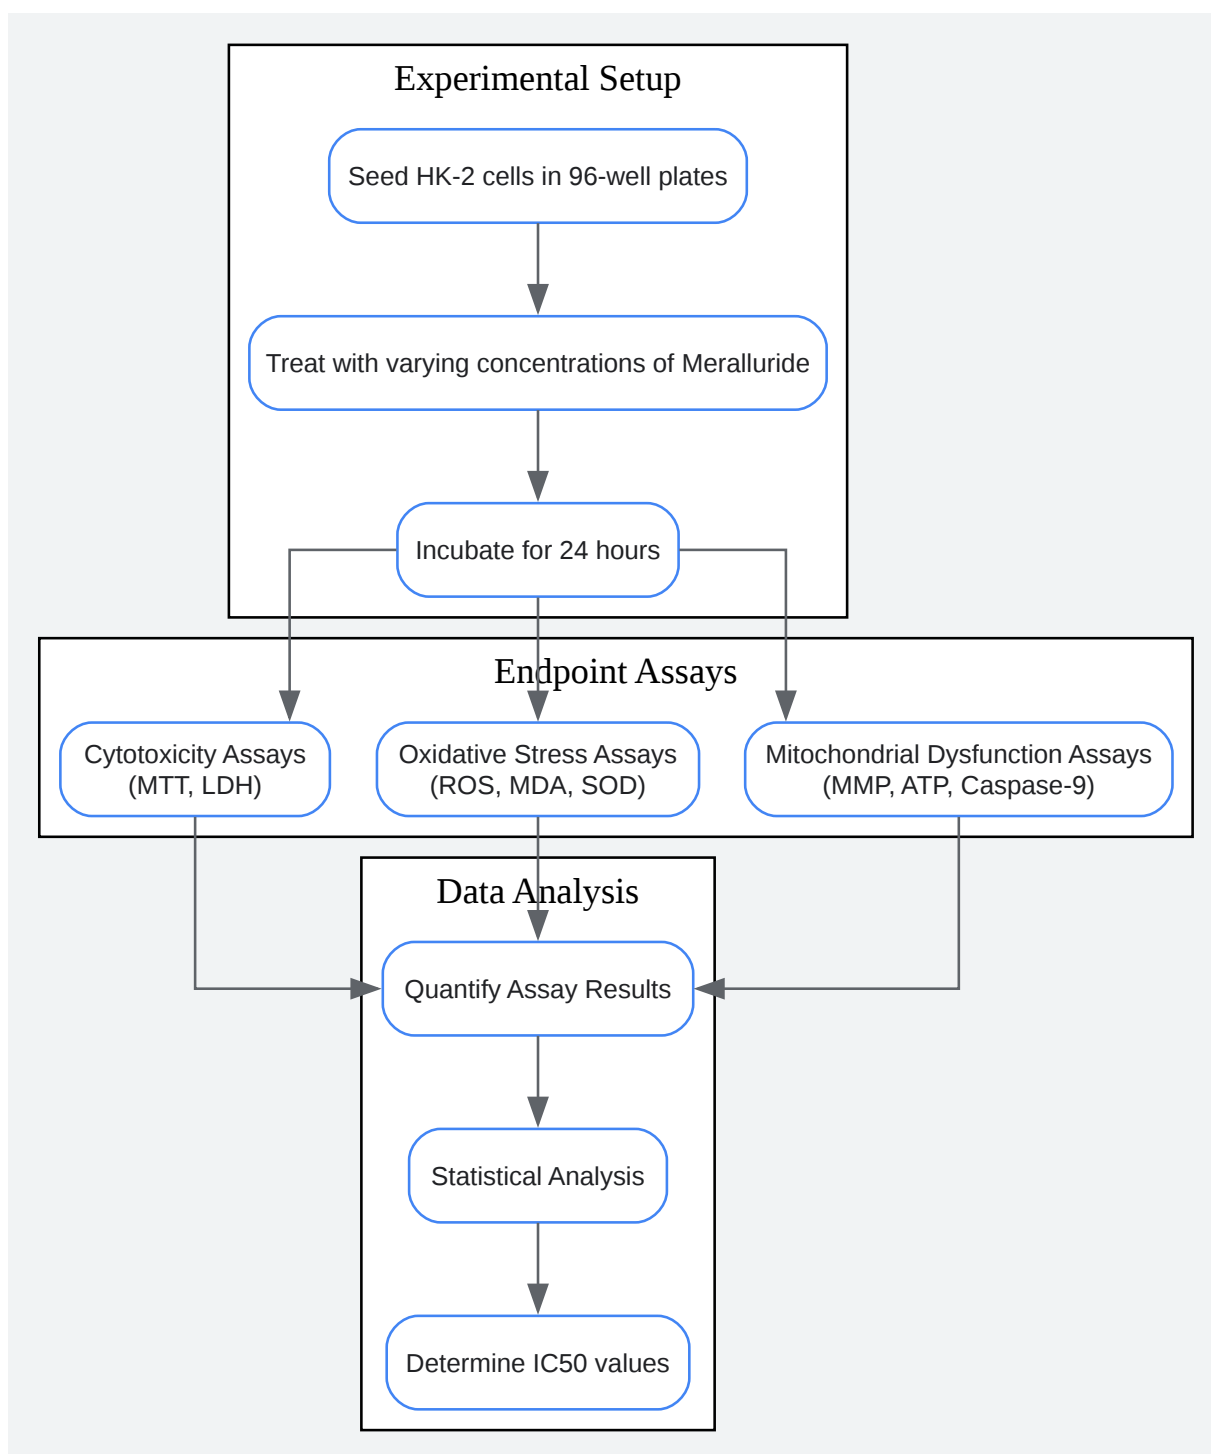 Experimental Setup
Seed HK-2 cells in 96-well plates
Treat with varying concentrations of Meralluride
Incubate for 24 hours
Endpoint Assays
Cytotoxicity Assays
(MTT, LDH)
Oxidative Stress Assays
(ROS, MDA, SOD)
Mitochondrial Dysfunction Assays
(MMP, ATP, Caspase-9)
Data Analysis
Quantify Assay Results
Statistical Analysis
Determine IC50 values